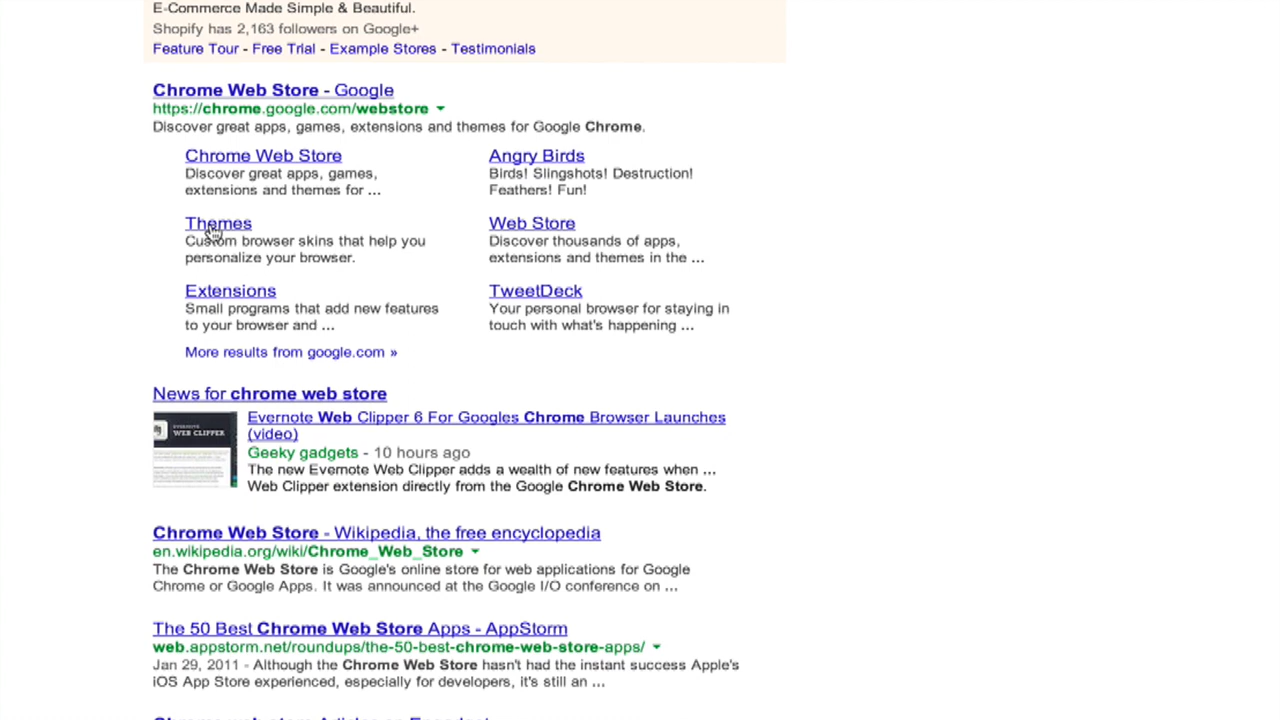 E-Commerce Made Simple & Beautiful.
Shopify has 2,163 followers on Google+
Feature Tour - Free Trial - Example Stores - Testimonials
Chrome Web Store - Google
https://chrome.google.com/webstore
Discover great apps, games, extensions and themes for Google Chrome.
Chrome Web Store
Discover great apps, games,
extensions and themes for ...
Angry Birds
Birds! Slingshots! Destruction!
Feathers! Fun!
Themes
Custom browser skins that help you
personalize your browser.
Web Store
Discover thousands of apps,
extensions and themes in the ...
Extensions
Small programs that add new features
to your browser and ...
TweetDeck
Your personal browser for staying in
touch with what's happening ...
More results from google.com »
News for chrome web store
EVERNOTE
WEB CLIPPER
Evernote Web Clipper 6 For Googles Chrome Browser Launches
(video)
Geeky gadgets - 10 hours ago
The new Evernote Web Clipper adds a wealth of new features when ...
Web Clipper extension directly from the Google Chrome Web Store.
Chrome Web Store - Wikipedia, the free encyclopedia
en.wikipedia.org/wiki/Chrome_Web_Store
The Chrome Web Store is Google's online store for web applications for Google
Chrome or Google Apps. It was announced at the Google I/O conference on ...
The 50 Best Chrome Web Store Apps - AppStorm
web.appstorm.net/roundups/the-50-best-chrome-web-store-apps/
Jan 29, 2011 - Although the Chrome Web Store hasn't had the instant success Apple's
iOS App Store experienced, especially for developers, it's still an ...